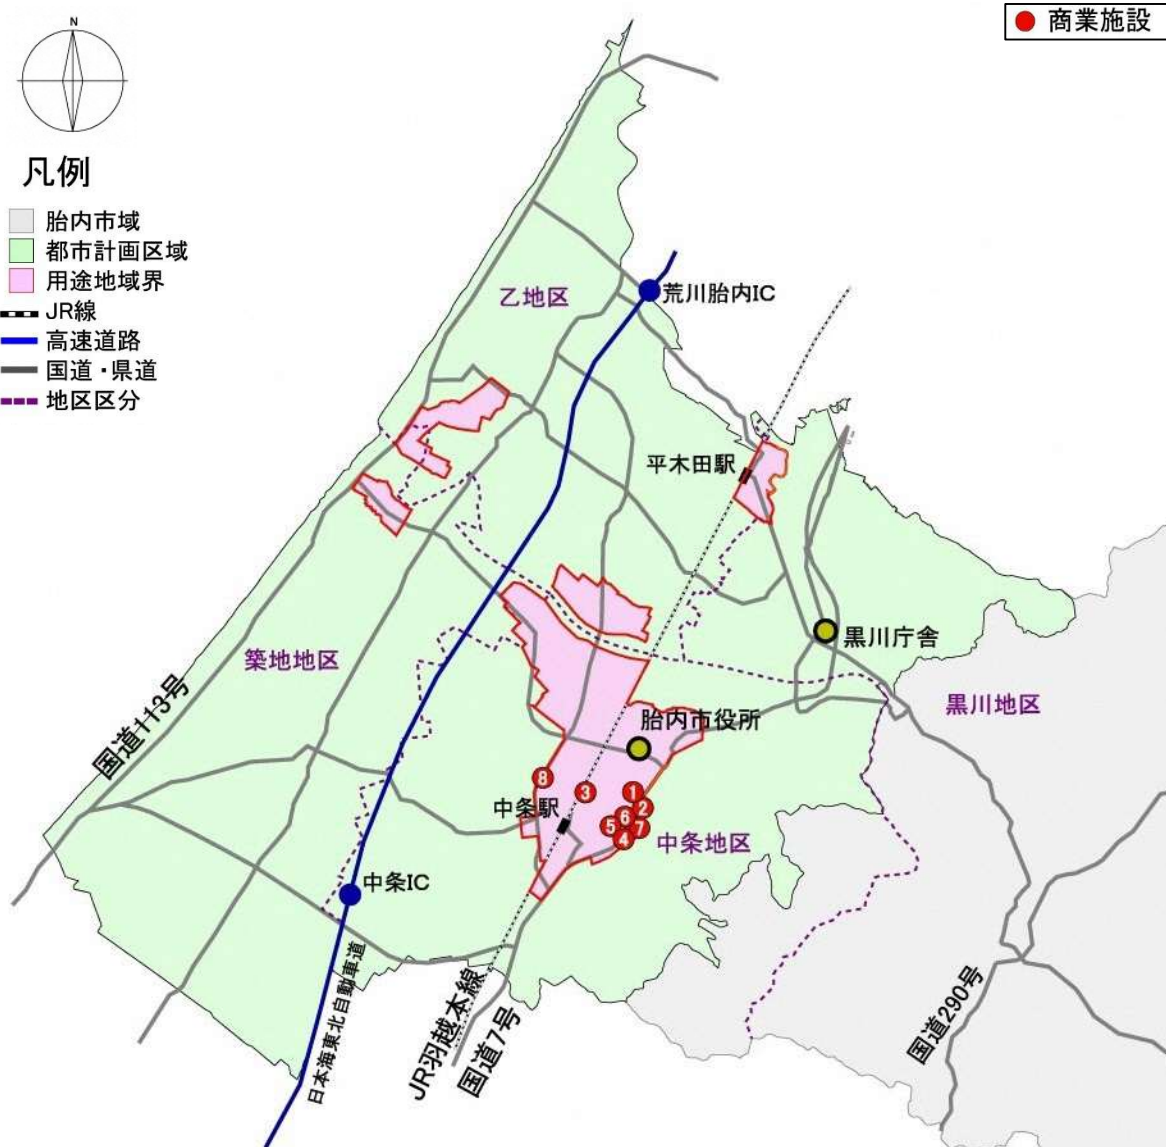 N
商業施設
凡例
胎内市域
都市計画区域
用途地域界
JR線
高速道路
国道・県道
地区区分
乙地区
荒川胎内IC
平木田駅
黒川庁舎
築地地区
黒川地区
国道113号
胎内市役所
8
3
1
中条駅
2
6
5
7
4
中条地区
中条IC
日本海東北自動車道
JR羽越本線
国道7号
国道290号